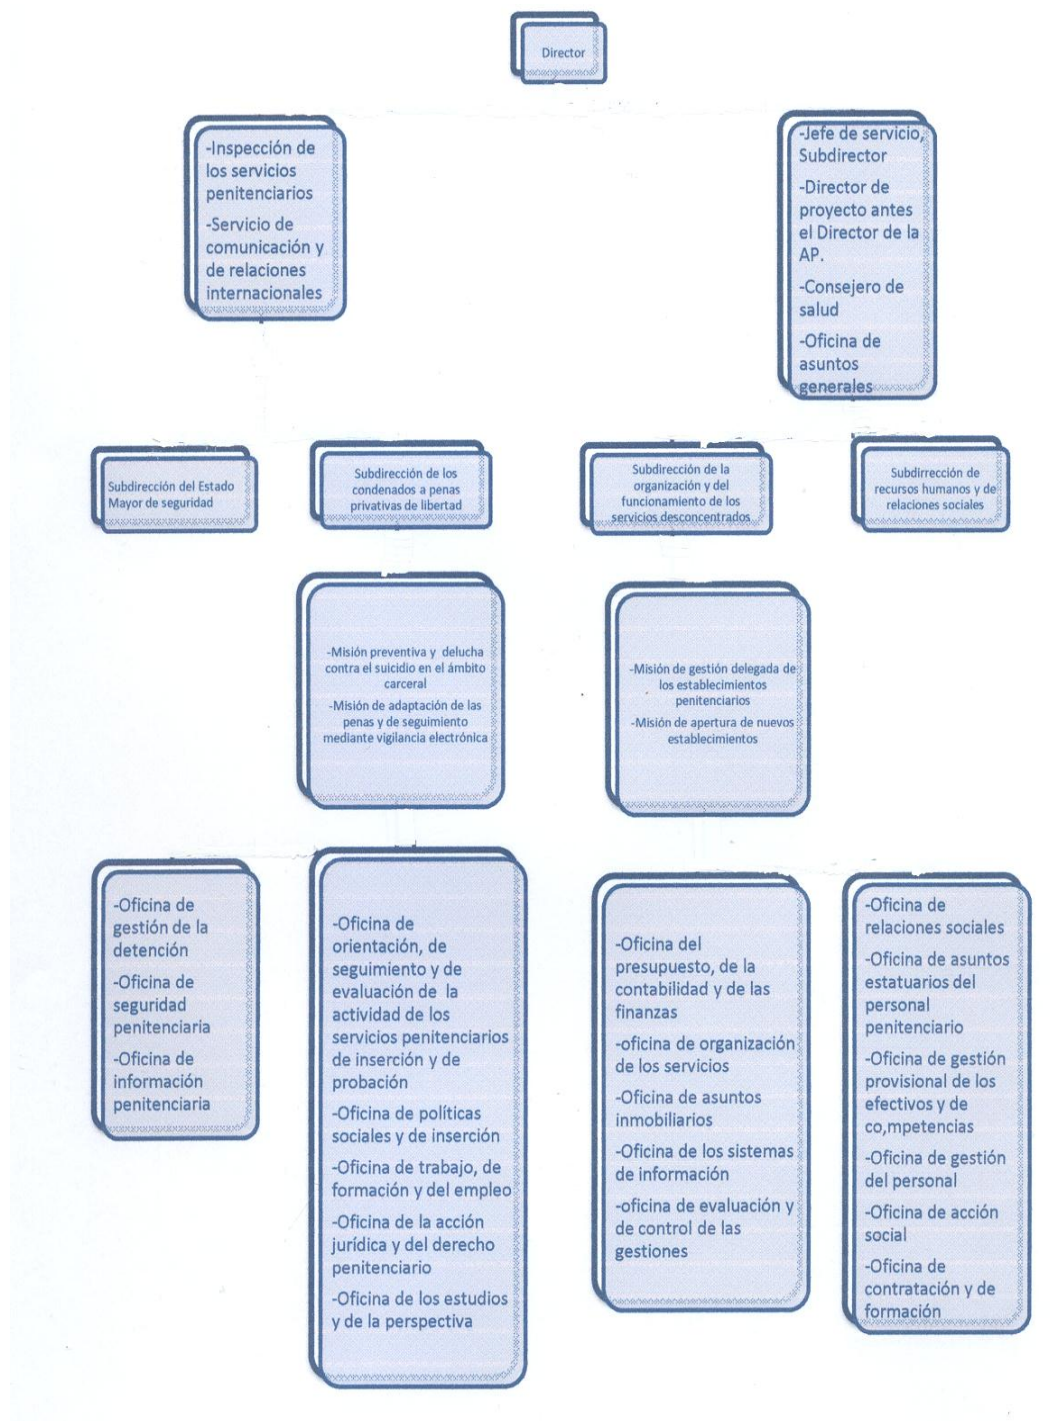 Director
-Inspección de
los servicios
penitenciarios
-Servicio de
comunicación y
de relaciones
internacionales
-Jefe de servicio,
Subdirector
-Director de
proyecto antes
el Director de la
AP.
-Consejero de
salud
-Oficina de
asuntos
generales
Subdirección del Estado
Mayor de seguridad
Subdirección de los
condenados a penas
privativas de libertad
Subdirección de la
organización y del
funcionamiento de los
servicios desconcentrados
Subdirrección de
recursos humanos y de
relaciones sociales
-Misión preventiva y delucha
contra el suicidio en el ámbito
carceral
-Misión de adaptación de las
penas y de seguimiento
mediante vigilancia electrónica
-Misión de gestión delegada de
los establecimientos
penitenciarios
-Misión de apertura de nuevos
establecimientos
-Oficina de
gestión de la
detención
-Oficina de
seguridad
penitenciaria
-Oficina de
información
penitenciaria
-Oficina de
orientación, de
seguimiento y de
evaluación de la
actividad de los
servicios penitenciarios
de inserción y de
probación
-Oficina de políticas
sociales y de inserción
-Oficina de trabajo, de
formación y del empleo
-Oficina de la acción
jurídica y del derecho
penitenciario
-Oficina de los estudios
y de la perspectiva
-Oficina del
presupuesto, de la
contabilidad y de las
finanzas
-oficina de organización
de los servicios
-Oficina de asuntos
inmobiliarios
-Oficina de los sistemas
de información
-oficina de evaluación y
de control de las
gestiones
-Oficina de
relaciones sociales
-Oficina de asuntos
estatuarios del
personal
penitenciario
-Oficina de gestión
provisional de los
efectivos y de
co,mpetencias
-Oficina de gestión
del personal
-Oficina de acción
social
-Oficina de
contratación y de
formación